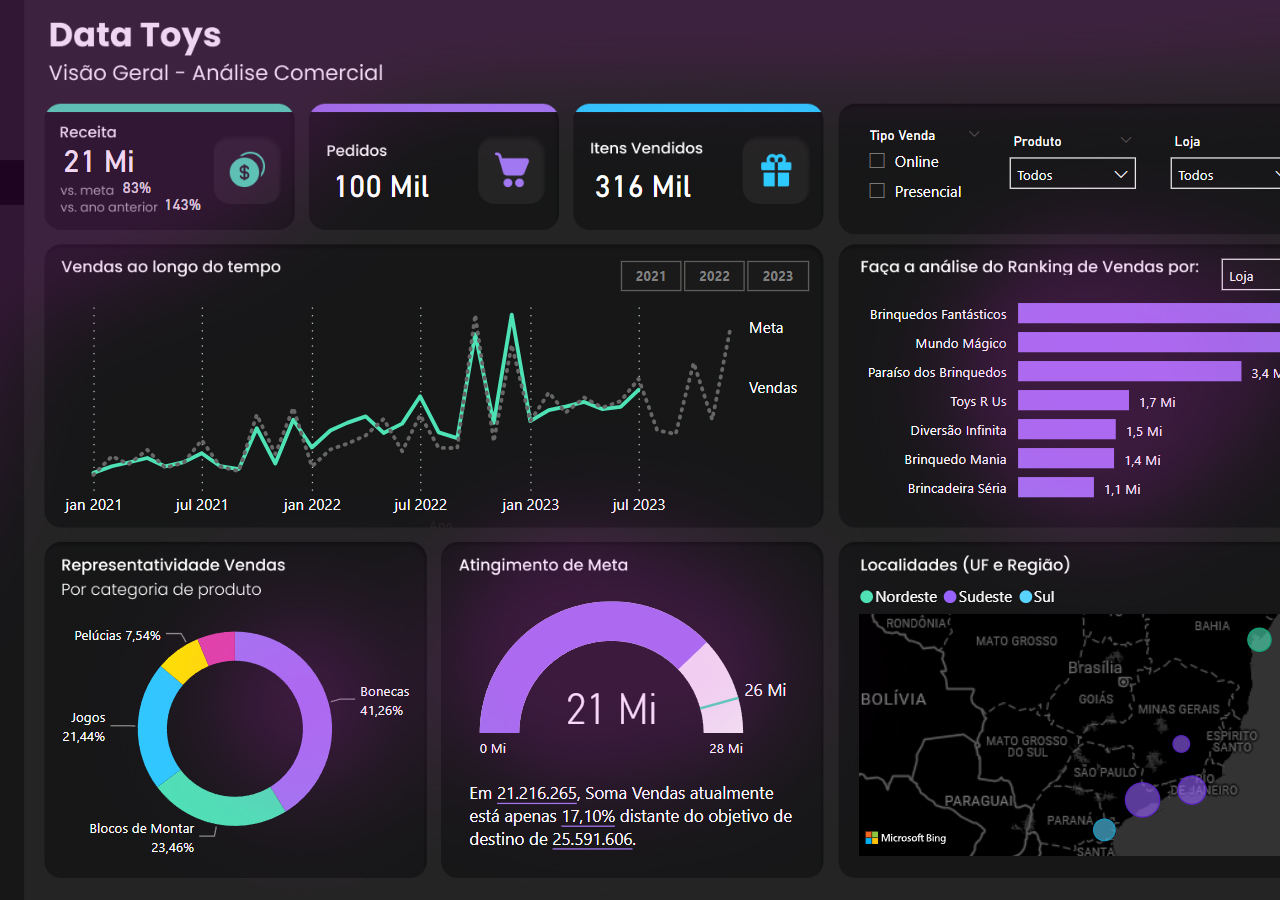 Data Toys
Visão Geral - Análise Comercial
Receita
21 Mi
vs. meta 83%
vs. ano anterior 143%
Pedidos
100 Mil
Itens Vendidos
316 Mil
Tipo Venda
Online
Presencial
Produto
Todos
Loja
Todos
Vendas ao longo do tempo
2021
2022
2023
Meta
Vendas
jan 2021
jul 2021
jan 2022
jul 2022
jan 2023
jul 2023
Ano
Faça a análise do Ranking de Vendas por:
Loja
Brinquedos Fantásticos
Mundo Mágico
Paraíso dos Brinquedos
3,4 M
Toys R Us
1,7 Mi
Diversão Infinita
1,5 Mi
Brinquedo Mania
1,4 Mi
Brincadeira Séria
1,1 Mi
Representatividade Vendas
Por categoria de produto
Pelúcias 7,54%
Bonecas
41,26%
Jogos
21,44%
Blocos de Montar
23,46%
Atingimento de Meta
21 Mi
26 Mi
0 Mi
28 Mi
Em 21.216.265, Soma Vendas atualmente
está apenas 17,10% distante do objetivo de
destino de 25.591.606.
Localidades (UF e Região)
Nordeste
Sudeste
Sul
RONDÔNIA
MATO GROSSO
BAHIA
Brasília
GOIÁS
BOLÍVIA
MINAS GERAIS
MATO GROSSO
DO SUL
ESPÍRITO
SANTO
SÃO PAULO
RIO
DE JANEIRO
PARAGUAI
PARANÁ
SANTA
Microsoft Bing